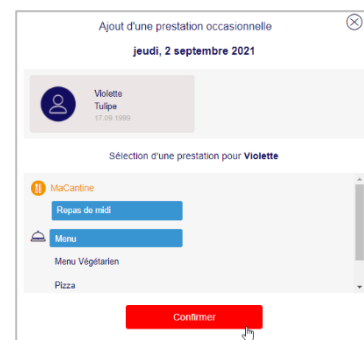 Ajout d'une prestation occasionnelle
jeudi, 2 septembre 2021
Violette
Tulipe
17.09.1999
Sélection d'une prestation pour Violette
MaCantine
Repas de midi
Menu
Menu Végétarien
Pizza
Confirmer